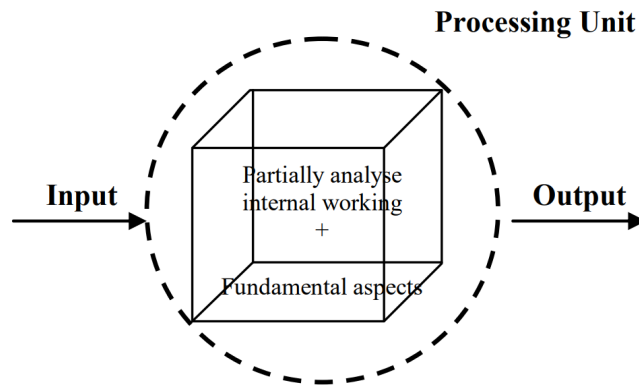 Processing Unit
Input
Partially analyse
internal working
+
Fundamental aspects
Output